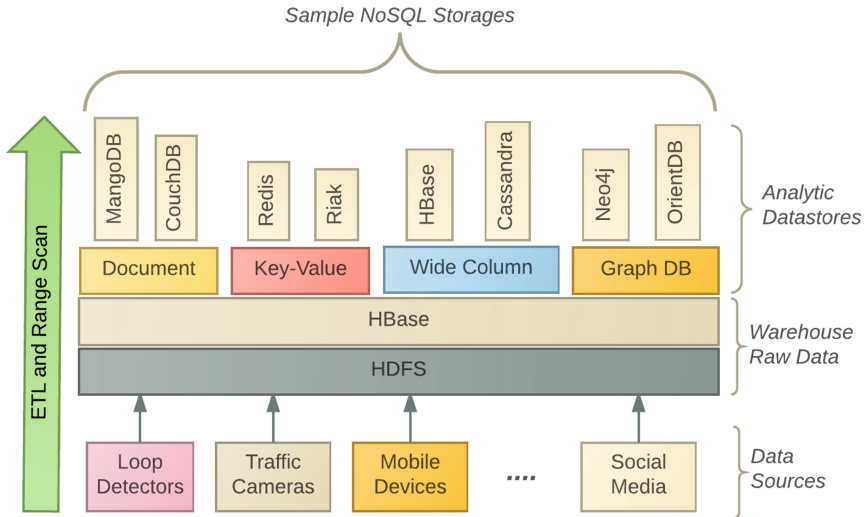 Sample NoSQL Storages
MangoDB
CouchDB
Redis
Riak
HBase
Cassandra
Neo4j
OrientDB
Analytic
Datastores
Document
Key-Value
Wide Column
Graph DB
ETL and Range Scan
HBase
HDFS
Warehouse
Raw Data
Loop
Detectors
Traffic
Cameras
Mobile
Devices
....
Social
Media
Data
Sources